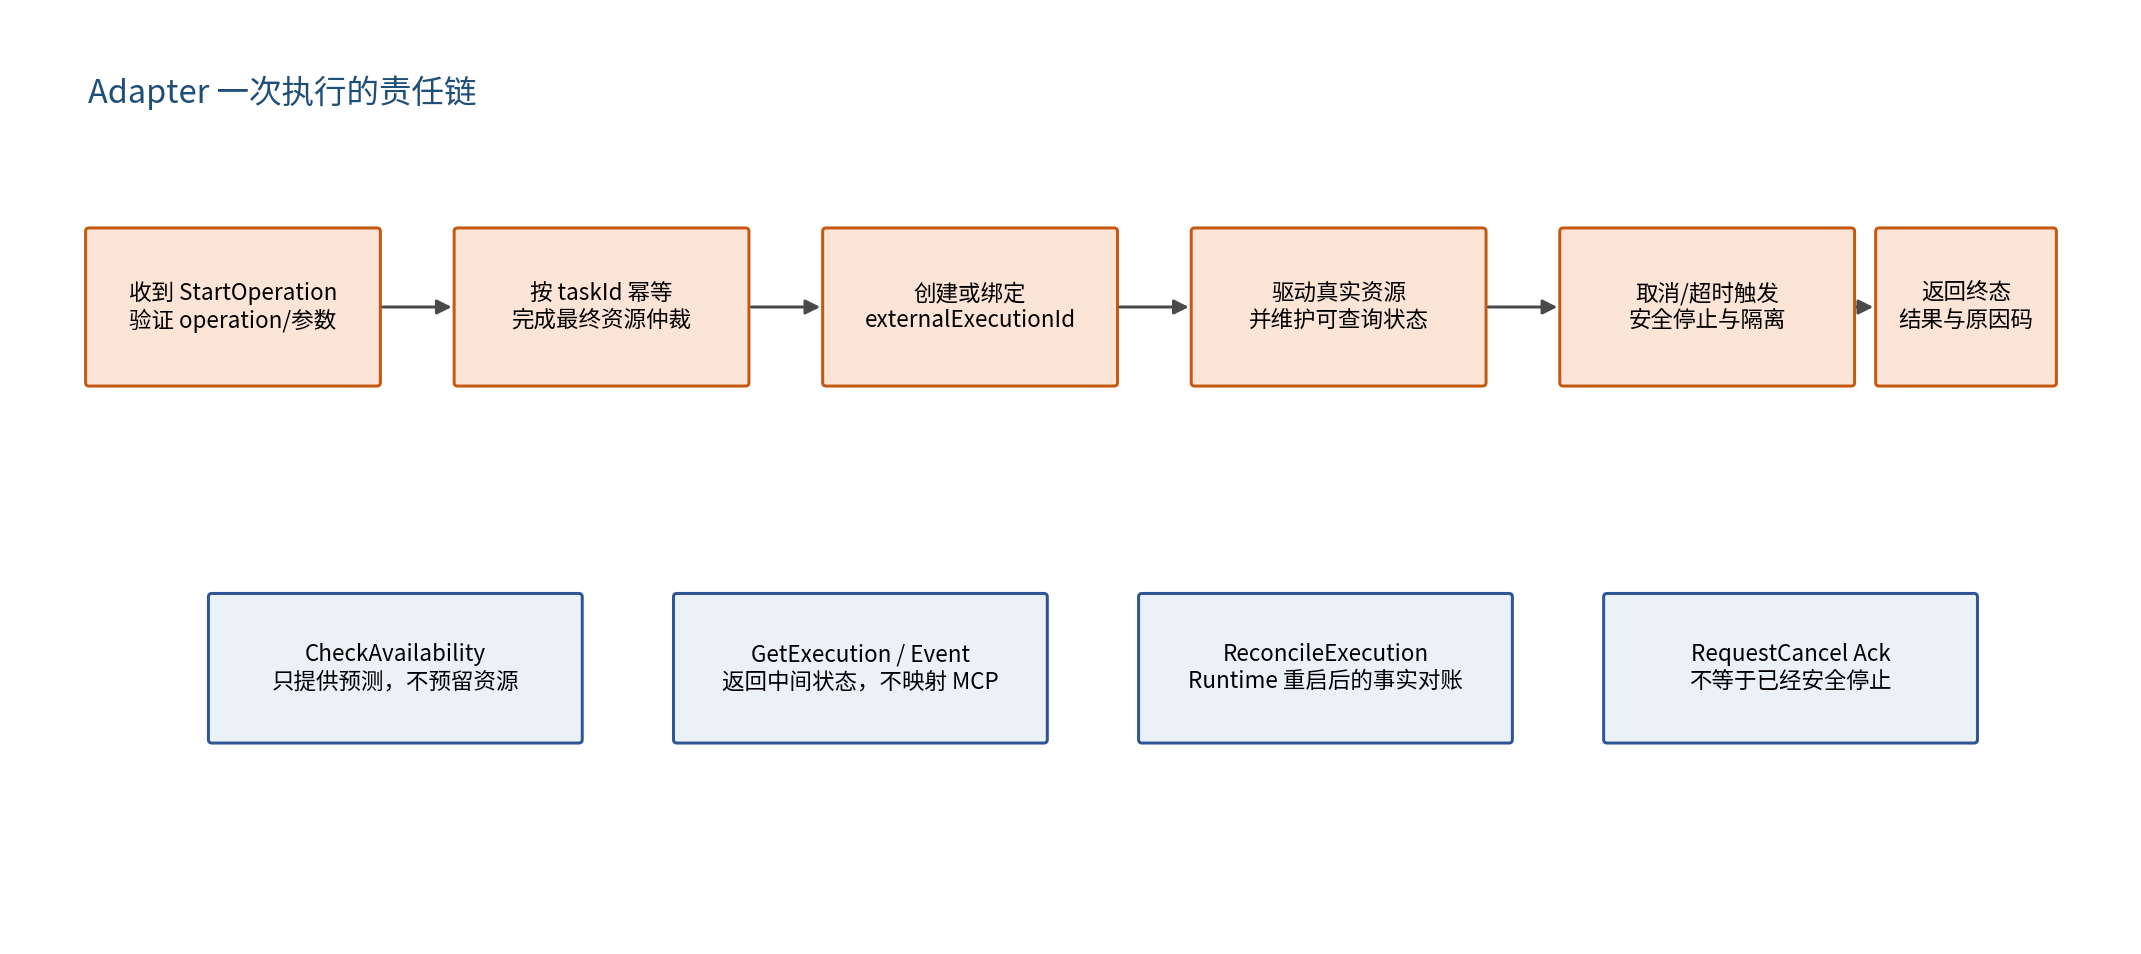 Adapter 一次执行的责任链
收到 StartOperation
验证 operation/参数
按 taskId 幂等
完成最终资源仲裁
创建或绑定
externalExecutionId
驱动真实资源
并维护可查询状态
取消/超时触发
安全停止与隔离
返回终态
结果与原因码
CheckAvailability
只提供预测，不预留资源
GetExecution / Event
返回中间状态，不映射 MCP
ReconcileExecution
Runtime 重启后的事实对账
RequestCancel Ack
不等于已经安全停止